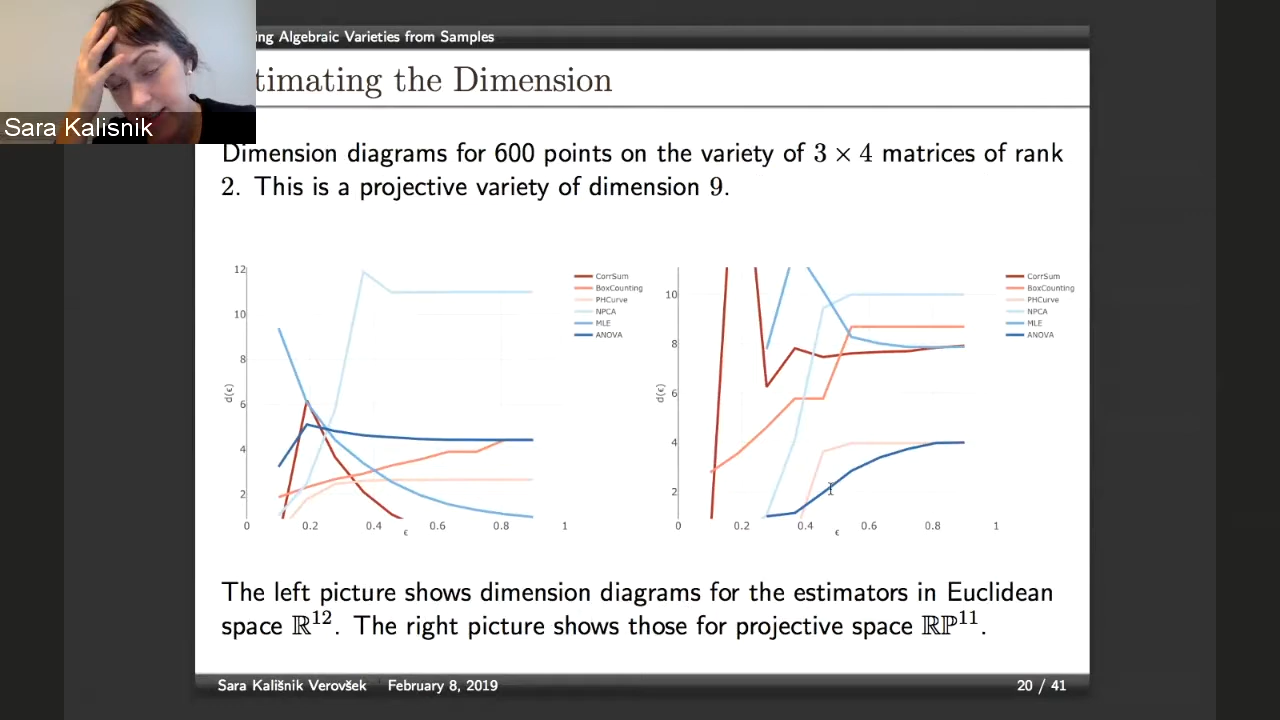 ing Algebraic Varieties from Samples
Sara Kalisnik
timating the Dimension
Dimension diagrams for 600 points on the variety of 3 × 4 matrices of rank
2. This is a projective variety of dimension 9.
12
10
8
6
4
2
d(ϵ)
0 0.2 0.4 0.6 0.8 1
ϵ
CorrSum
BoxCounting
PHCurve
NPCA
MLE
ANOVA
10
8
6
4
2
d(ϵ)
0 0.2 0.4 0.6 0.8 1
ϵ
CorrSum
BoxCounting
PHCurve
NPCA
MLE
ANOVA
The left picture shows dimension diagrams for the estimators in Euclidean
space ℝ¹². The right picture shows those for projective space ℝℙ¹¹.
Sara Kališnik Verovšek February 8, 2019 20 / 41